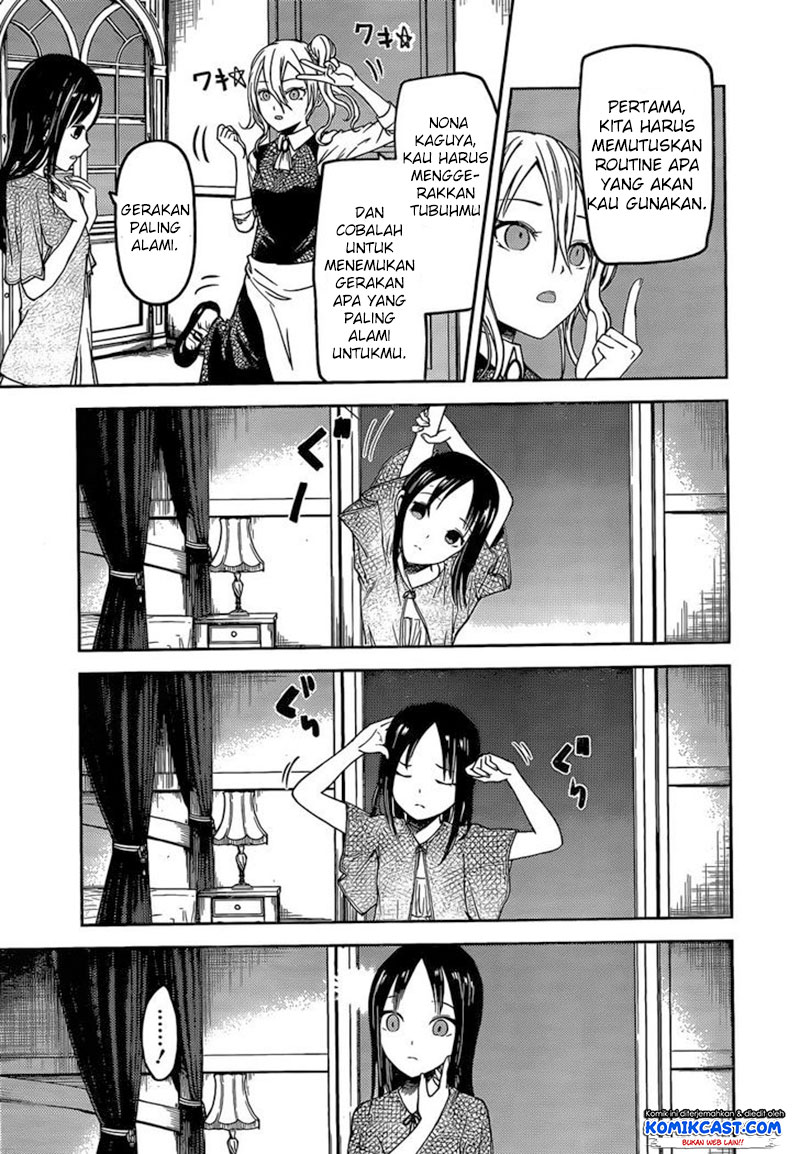 PERTAMA,
KITA HARUS
MEMUTUSKAN
ROUTINE APA
YANG AKAN
KAU GUNAKAN.
NONA
KAGUYA,
KAU HARUS
MENGGE-
RAKKAN
TUBUHMU
DAN
COBALAH
UNTUK
MENEMUKAN
GERAKAN
APA YANG
PALING
ALAMI
UNTUKMU.
ワキ☆
ワキ☆
GERAKAN
PALING
ALAMI.
ぐ
ぐー
ぐり
ぐり
......!
Komik ini diterjemahkan & diedit oleh
KOMIKCAST.COM
BUKAN WEB LAIN!!